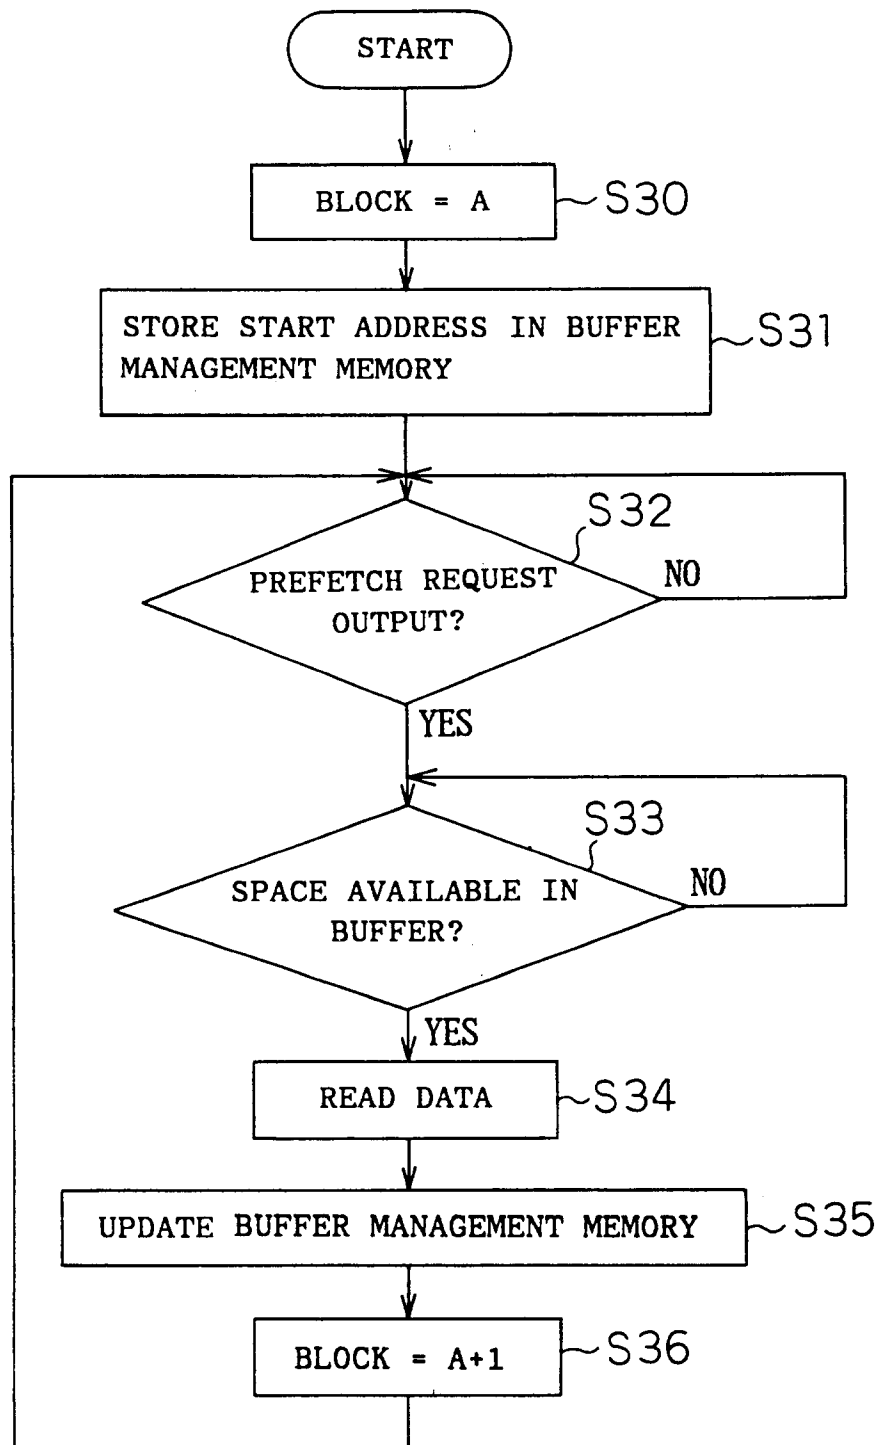 START
BLOCK = A
S30
STORE START ADDRESS IN BUFFER
MANAGEMENT MEMORY
S31
S32
PREFETCH REQUEST
OUTPUT?
NO
YES
S33
SPACE AVAILABLE IN
BUFFER?
NO
YES
READ DATA
S34
UPDATE BUFFER MANAGEMENT MEMORY
S35
BLOCK = A+1
S36